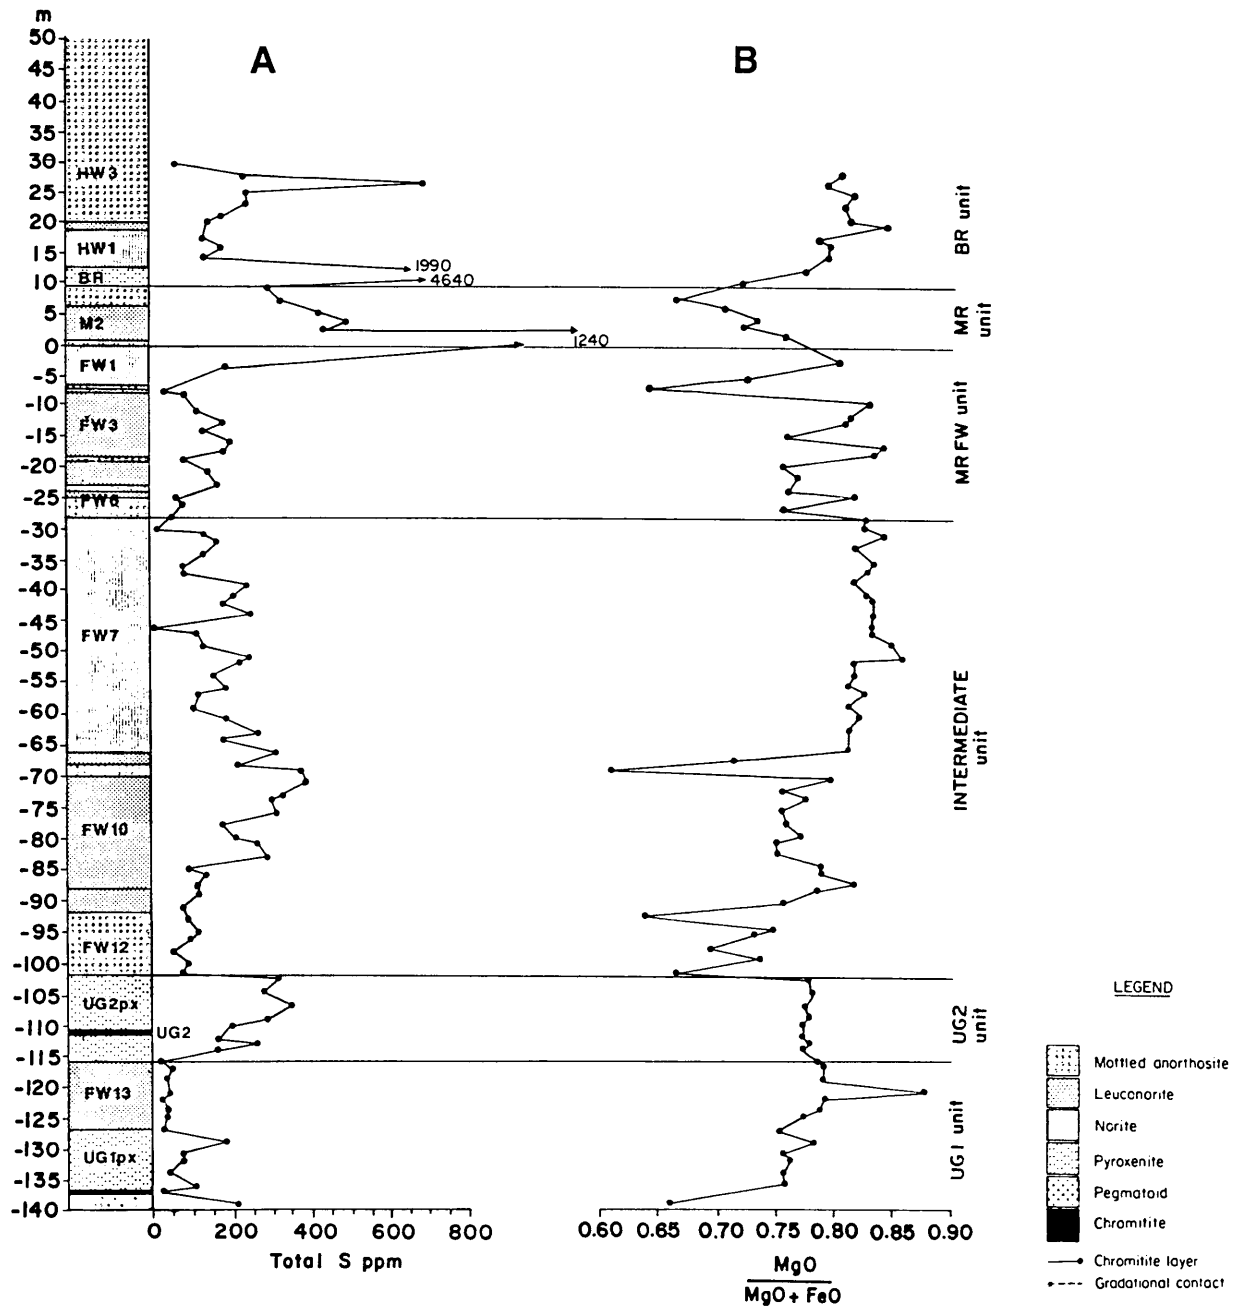 m
A
B
50
45
40
35
30
25
20
15
10
5
0
-5
-10
-15
-20
-25
-30
-35
-40
-45
-50
-55
-60
-65
-70
-75
-80
-85
-90
-95
-100
-105
-110
-115
-120
-125
-130
-135
-140
HW3
HW1
BR
M2
FW1
FW3
FW6
FW7
FW10
FW12
UG2px
UG2
FW13
UG1px
1990
4640
1240
BR unit
MR unit
MR FW unit
INTERMEDIATE unit
UG2 unit
UG1 unit
0 200 400 600 800
Total S ppm
0.60 0.70 0.75 0.80 0.85 0.90
MgO
MgO + FeO
LEGEND
Mottled anorthosite
Leuconorite
Norite
Pyroxenite
Pegmatoid
Chromitite
Chromitite layer
Gradational contact